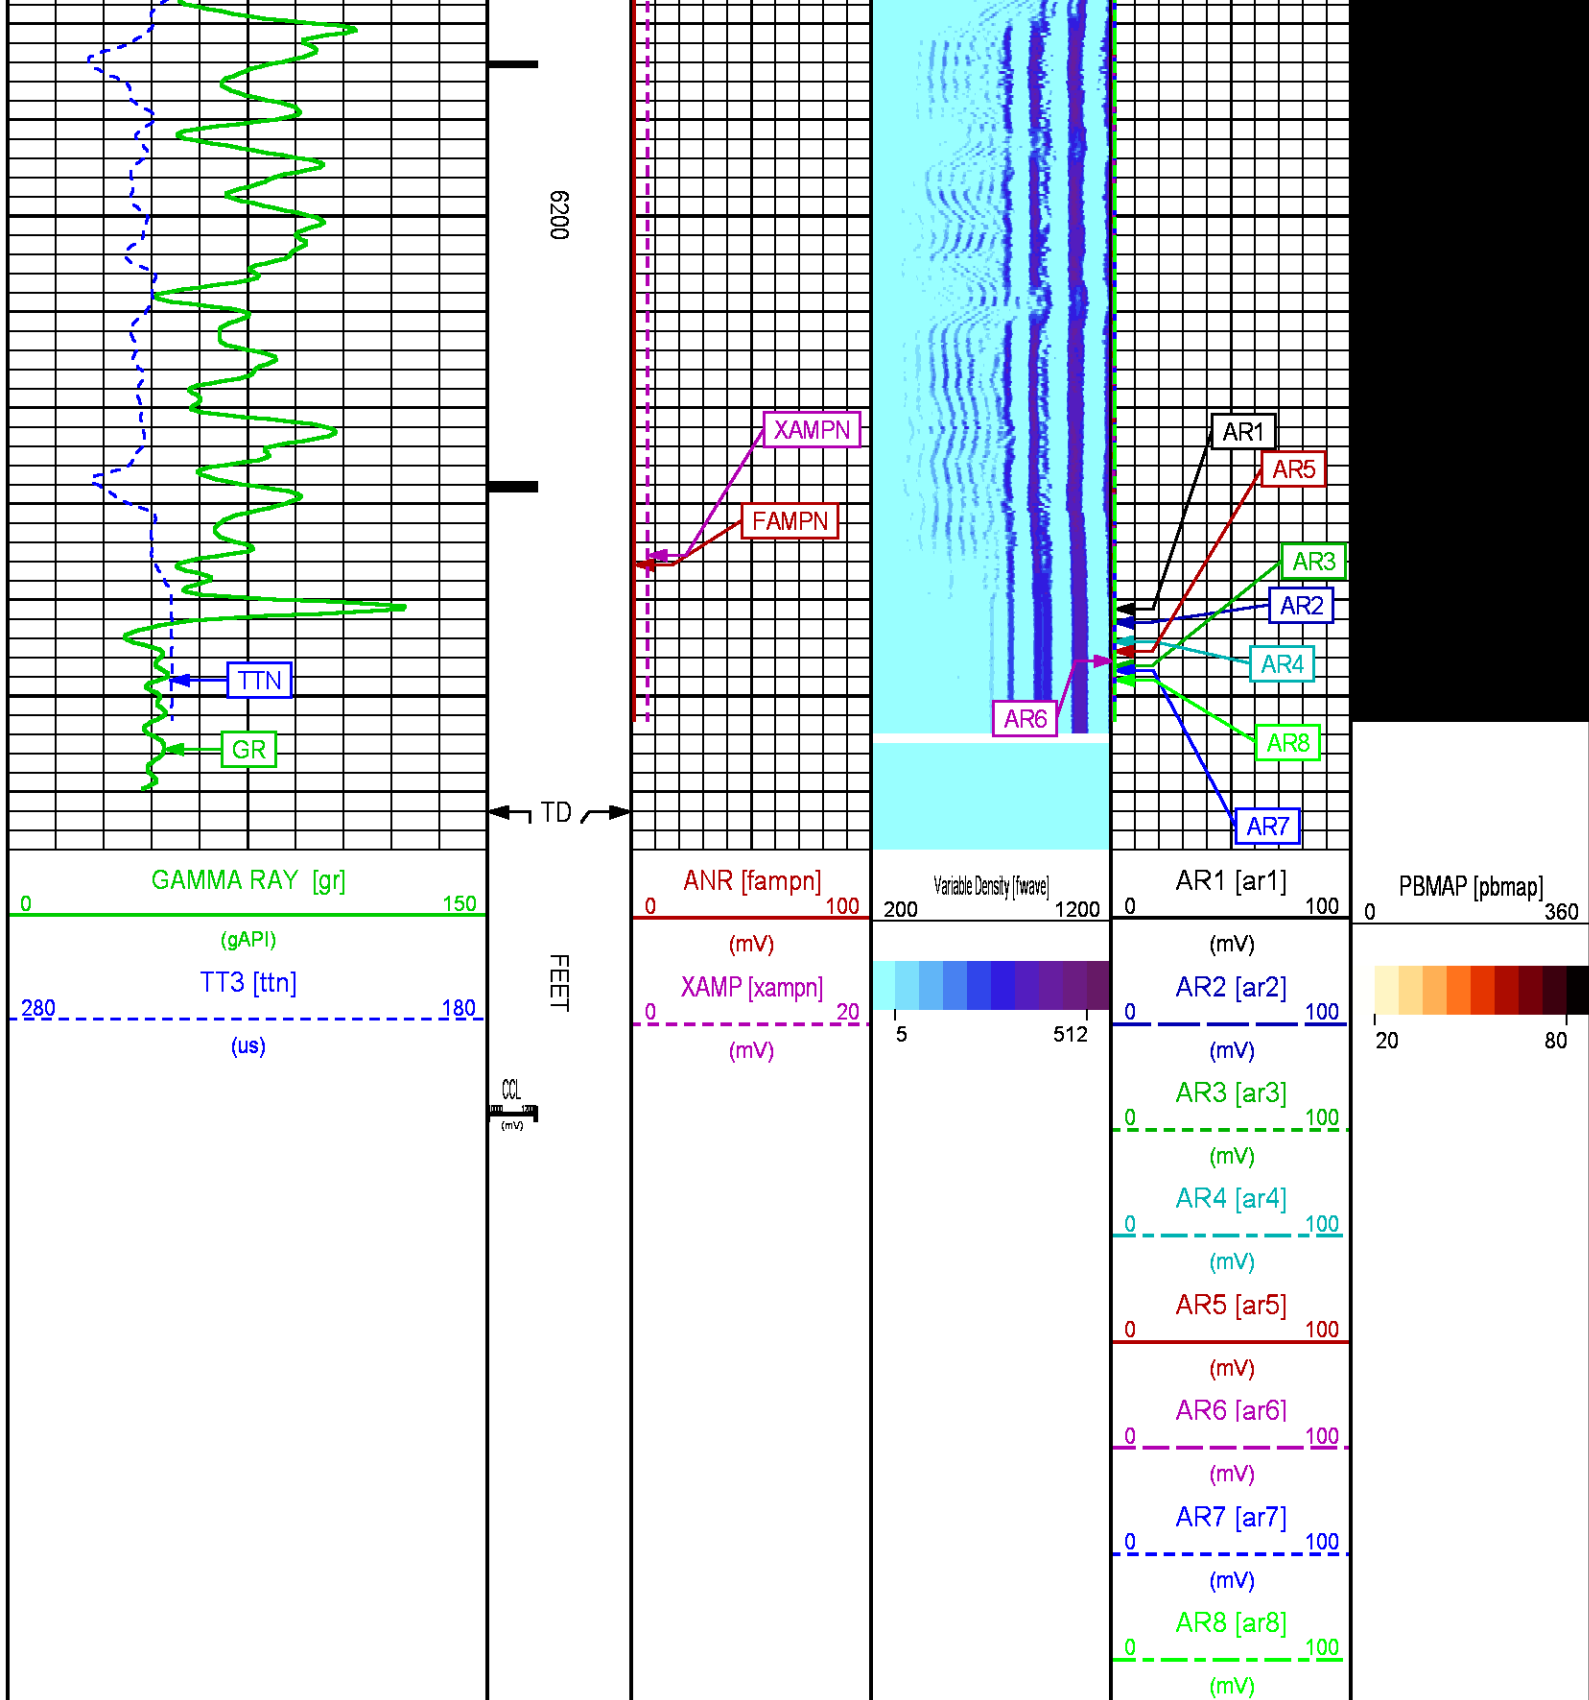 6200
XAMPN
FAMPN
AR1
AR5
AR3
AR2
AR4
AR6
AR8
AR7
TTN
GR
TD
GAMMA RAY [gr]
0 150
(gAPI)
TT3 [ttn]
280 180
(us)
FEET
CCL
(mV)
ANR [fampn]
0 100
(mV)
XAMP [xampn]
0 20
(mV)
Variable Density [fwave]
200 1200
5 512
AR1 [ar1]
0 100
(mV)
AR2 [ar2]
0 100
(mV)
AR3 [ar3]
0 100
(mV)
AR4 [ar4]
0 100
(mV)
AR5 [ar5]
0 100
(mV)
AR6 [ar6]
0 100
(mV)
AR7 [ar7]
0 100
(mV)
AR8 [ar8]
0 100
(mV)
PBMAP [pbmap]
0 360
20 80